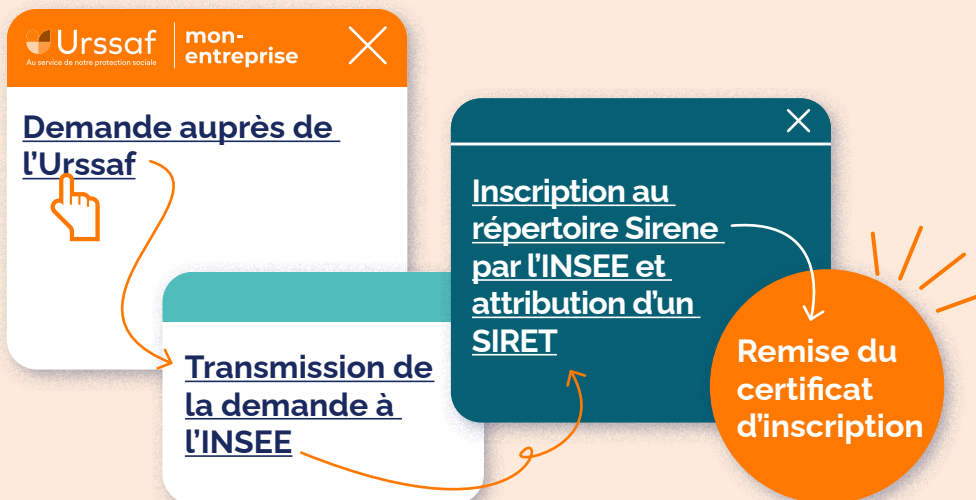 Urssaf
Au service de notre protection sociale
mon-
entreprise
Demande auprès de
l'Urssaf
Transmission de
la demande à
l'INSEE
Inscription au
répertoire Sirene
par l'INSEE et
attribution d'un
SIRET
Remise du
certificat
d'inscription